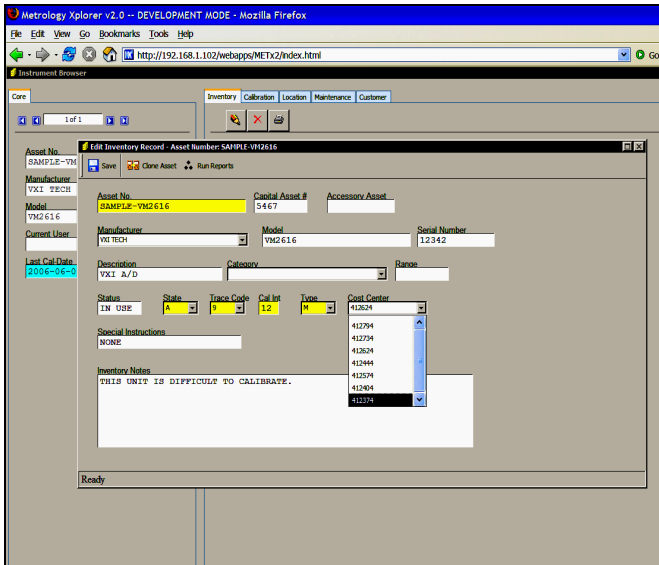 Metrology Xplorer v2.0 -- DEVELOPMENT MODE - Mozilla Firefox
File Edit View Go Bookmarks Tools Help
http://192.168.1.102/webapps/METx2/index.html Go
Instrument Browser
Core Inventory Calibration Location Maintenance Customer
1 of 1
Edit Inventory Record - Asset Number: SAMPLE-VM2616
Save Clone Asset Run Reports
Asset No.
SAMPLE-VM
Manufacturer
VXI TECH
Model
VM2616
Current User
Last Cal-Date
2006-06-0
Asset No. Capital Asset # Accessory Asset
SAMPLE-VM2616 5467
Manufacturer Model Serial Number
VXI TECH VM2616 12342
Description Category Range
VXI A/D
Status State Trace Code Cal Int Type Cost Center
IN USE A 9 12 M 412624
412794
412734
412624
412444
412574
412404
412374
Special Instructions
NONE
Inventory Notes
THIS UNIT IS DIFFICULT TO CALIBRATE.
Ready